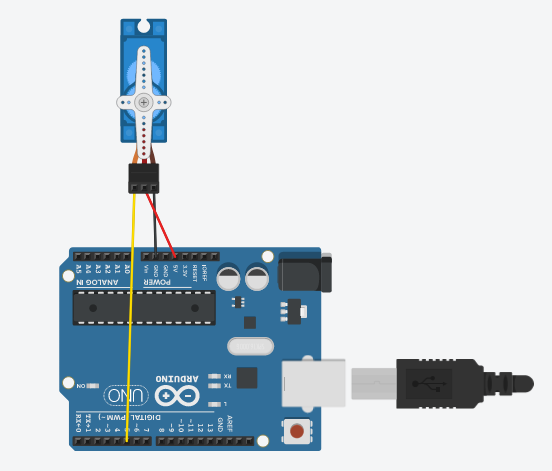 A5
A4
A3
A2
A1
A0
Vin
GND
GND
5V
3.3V
RESET
IOREF
ANALOG IN
POWER
ON
UNO
ARDUINO
RX
TX
L
DIGITAL (PWM ~)
RX←0
TX→1
2
~3
4
~6
7
8
~9
~10
~11
12
13
GND
AREF